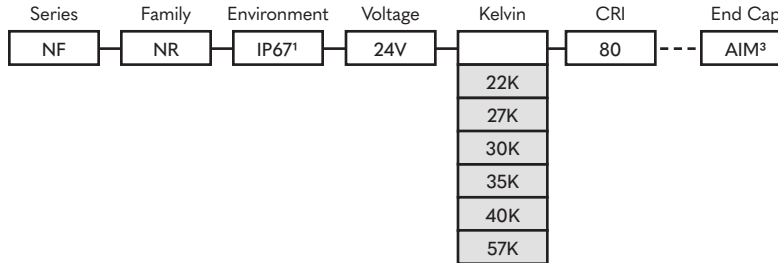 Series Family Environment Voltage Kelvin CRI End Cap
NF NR IP67¹ 24V 80 AIM³
22K
27K
30K
35K
40K
57K